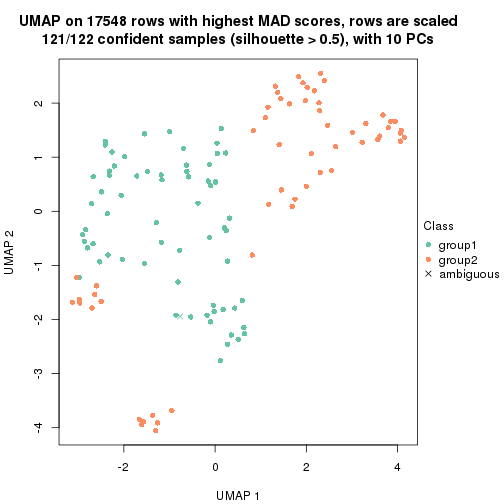 UMAP on 17548 rows with highest MAD scores, rows are scaled
121/122 confident samples (silhouette > 0.5), with 10 PCs
2
1
0
-1
-2
-3
-4
UMAP 2
-2
0
2
4
UMAP 1
Class
group1
group2
ambiguous